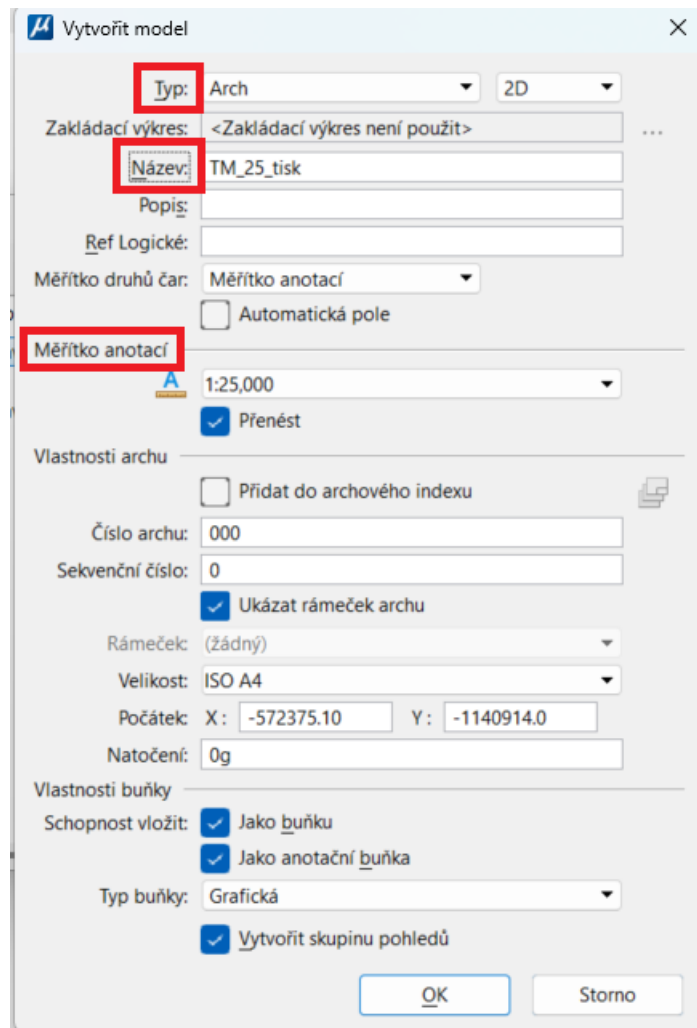 Vytvořit model
Typ: Arch 2D
Zakládací výkres: <Zakládací výkres není použit> ...
Název: TM_25_tisk
Popis:
Ref Logické:
Měřítko druhů čar: Měřítko anotací
Automatická pole
Měřítko anotací
A 1:25,000
Přenést
Vlastnosti archu
Přidat do archového indexu
Číslo archu: 000
Sekvenční číslo: 0
Ukázat rámeček archu
Rámeček: (žádný)
Velikost: ISO A4
Počátek: X : -572375.10 Y : -1140914.0
Natočení: 0g
Vlastnosti buňky
Schopnost vložit: Jako buňku
Jako anotační buňka
Typ buňky: Grafická
Vytvořit skupinu pohledů
OK Storno